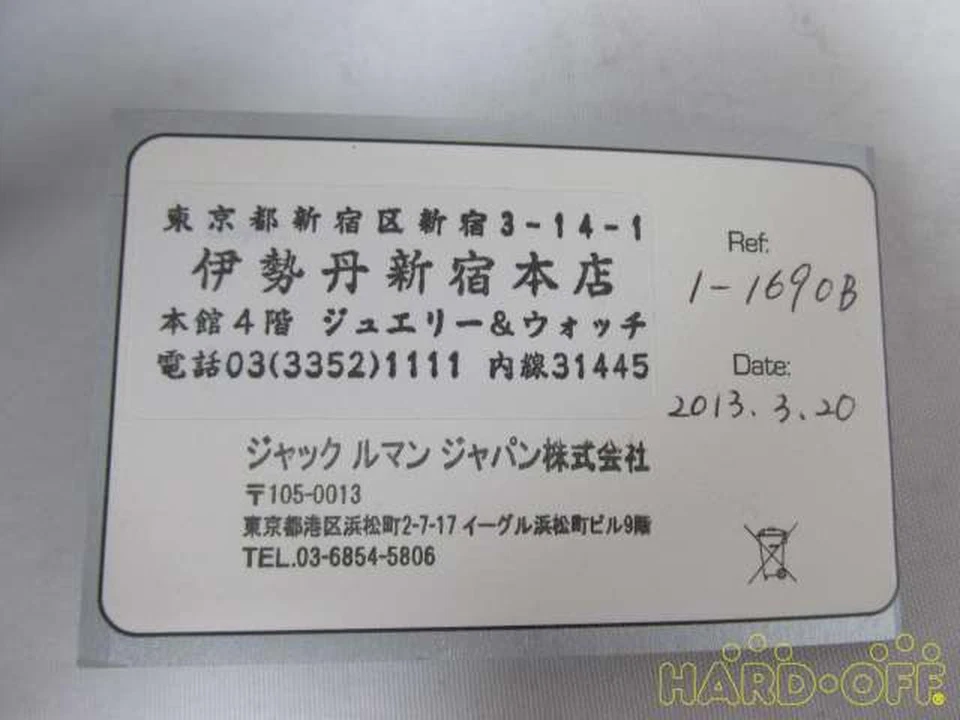 東京都新宿区新宿3-14-1
伊勢丹新宿本店
本館4階 ジュエリー&ウォッチ
電話03(3352)1111 内線31445
Ref:
1-1690B
Date:
2013.3.20
ジャック ルマン ジャパン株式会社
〒105-0013
東京都港区浜松町2-7-17 イーグル浜松町ビル9階
TEL.03-6854-5806
HARD・OFF®